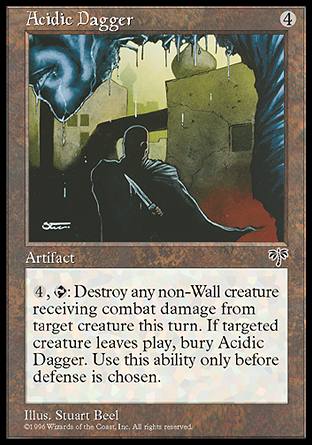 Acidic Dagger 4
Artifact
4, : Destroy any non-Wall creature
receiving combat damage from
target creature this turn. If targeted
creature leaves play, bury Acidic
Dagger. Use this ability only before
defense is chosen.
Illus. Stuart Beel
©1996 Wizards of the Coast, Inc. All rights reserved.